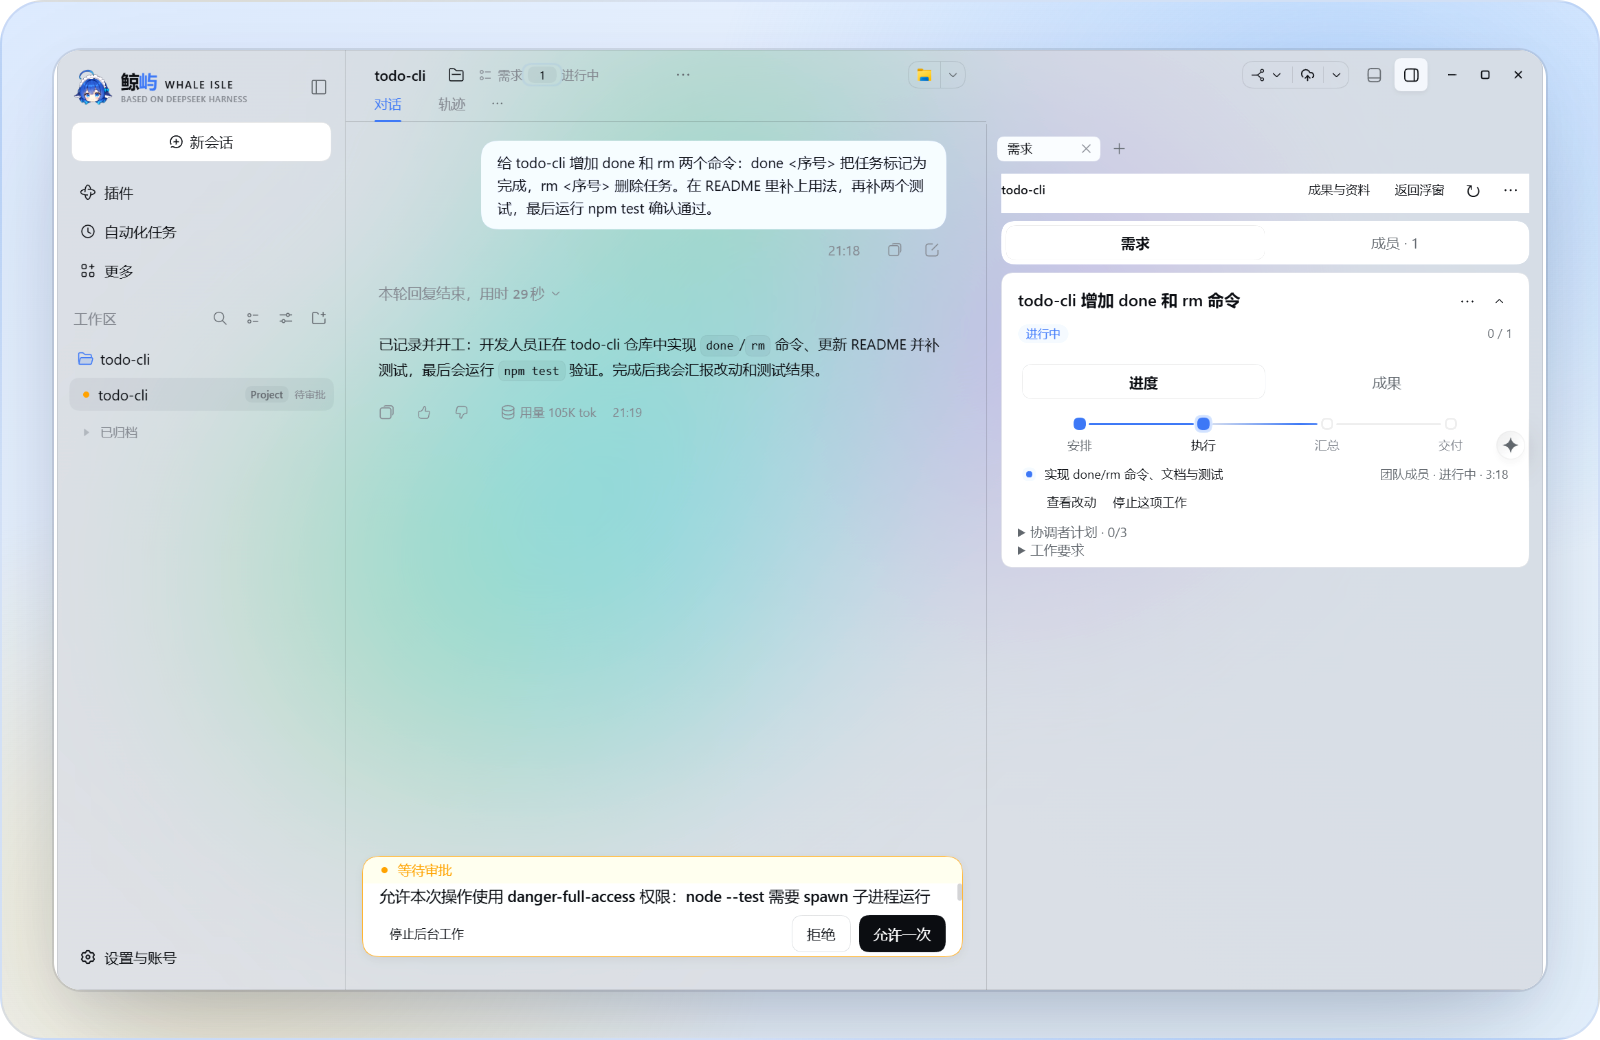 鲸屿 WHALE ISLE
BASED ON DEEPSEEK HARNESS
新会话
插件
自动化任务
更多
工作区
todo-cli
todo-cli Project 待审批
已归档
设置与账号
todo-cli 需求 1 进行中
对话 轨迹
给 todo-cli 增加 done 和 rm 两个命令：done <序号> 把任务标记为
完成，rm <序号> 删除任务。在 README 里补上用法，再补两个测
试，最后运行 npm test 确认通过。
21:18
本轮回复结束，用时 29秒
已记录并开工：开发人员正在 todo-cli 仓库中实现 done / rm 命令、更新 README 并补
测试，最后会运行 npm test 验证。完成后我会汇报改动和测试结果。
用量 105K tok 21:19
等待审批
允许本次操作使用 danger-full-access 权限：node --test 需要 spawn 子进程运行
停止后台工作 拒绝 允许一次
需求
todo-cli 成果与资料 返回浮窗
需求 成员 · 1
todo-cli 增加 done 和 rm 命令
进行中 0 / 1
进度 成果
安排 执行 汇总 交付
实现 done/rm 命令、文档与测试 团队成员 · 进行中 · 3:18
查看改动 停止这项工作
协调者计划 · 0/3
工作要求